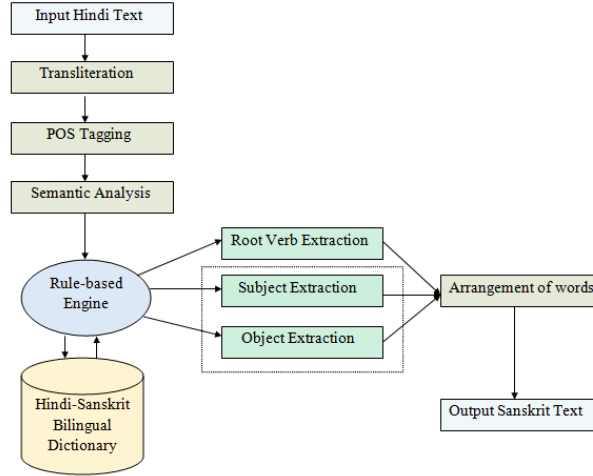 Input Hindi Text
Transliteration
POS Tagging
Semantic Analysis
Rule-based
Engine
Hindi-Sanskrit
Bilingual
Dictionary
Root Verb Extraction
Subject Extraction
Object Extraction
Arrangement of words
Output Sanskrit Text